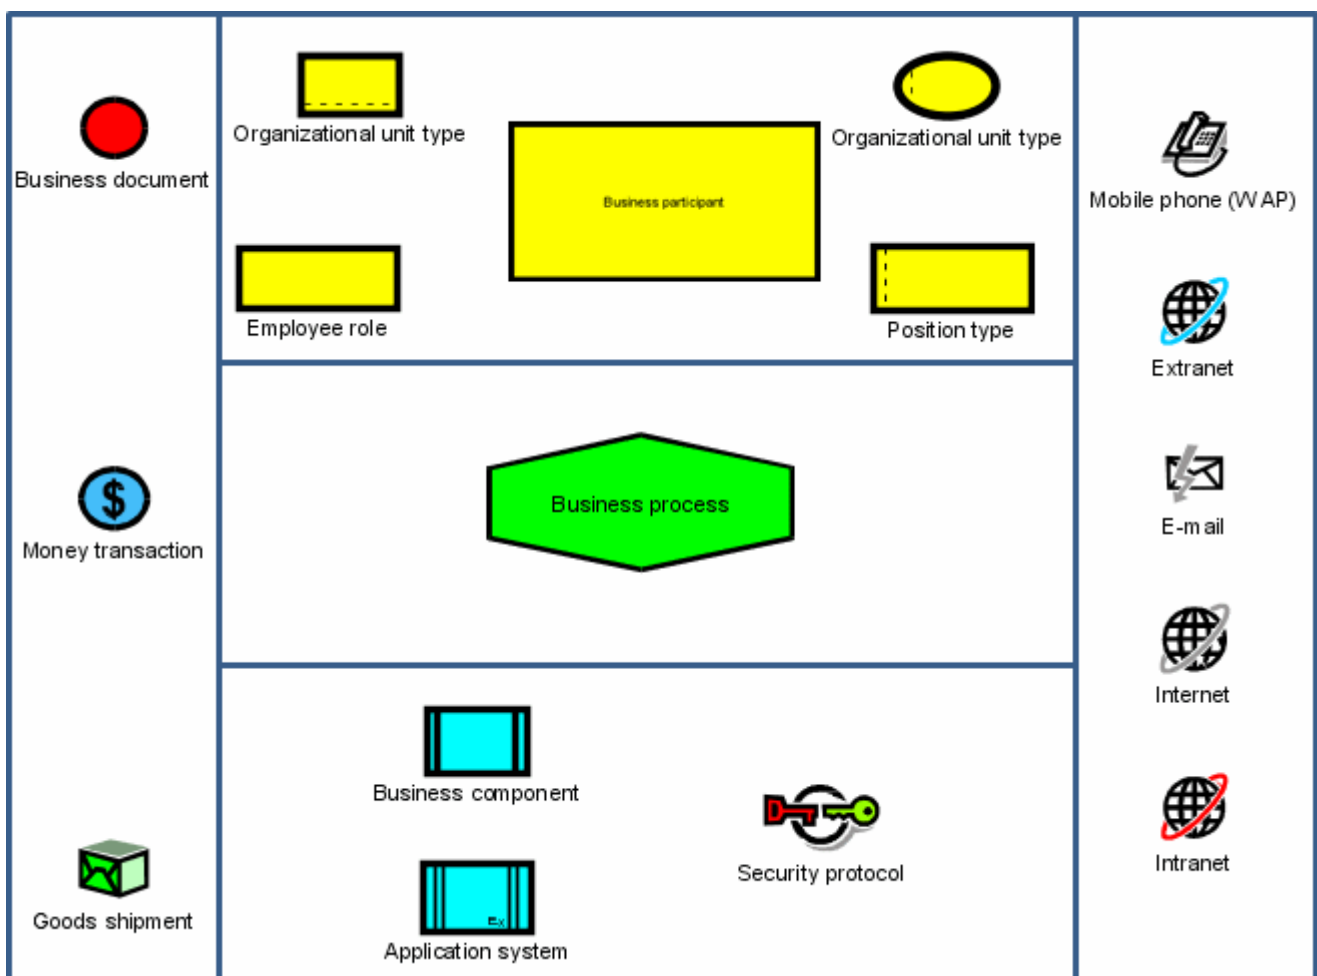 Business document
Money transaction
$
Goods shipment
Organizational unit type
Organizational unit type
Business participant
Employee role
Position type
Business process
Business component
Ex
Application system
Security protocol
Mobile phone (WAP)
Extranet
E-mail
Internet
Intranet